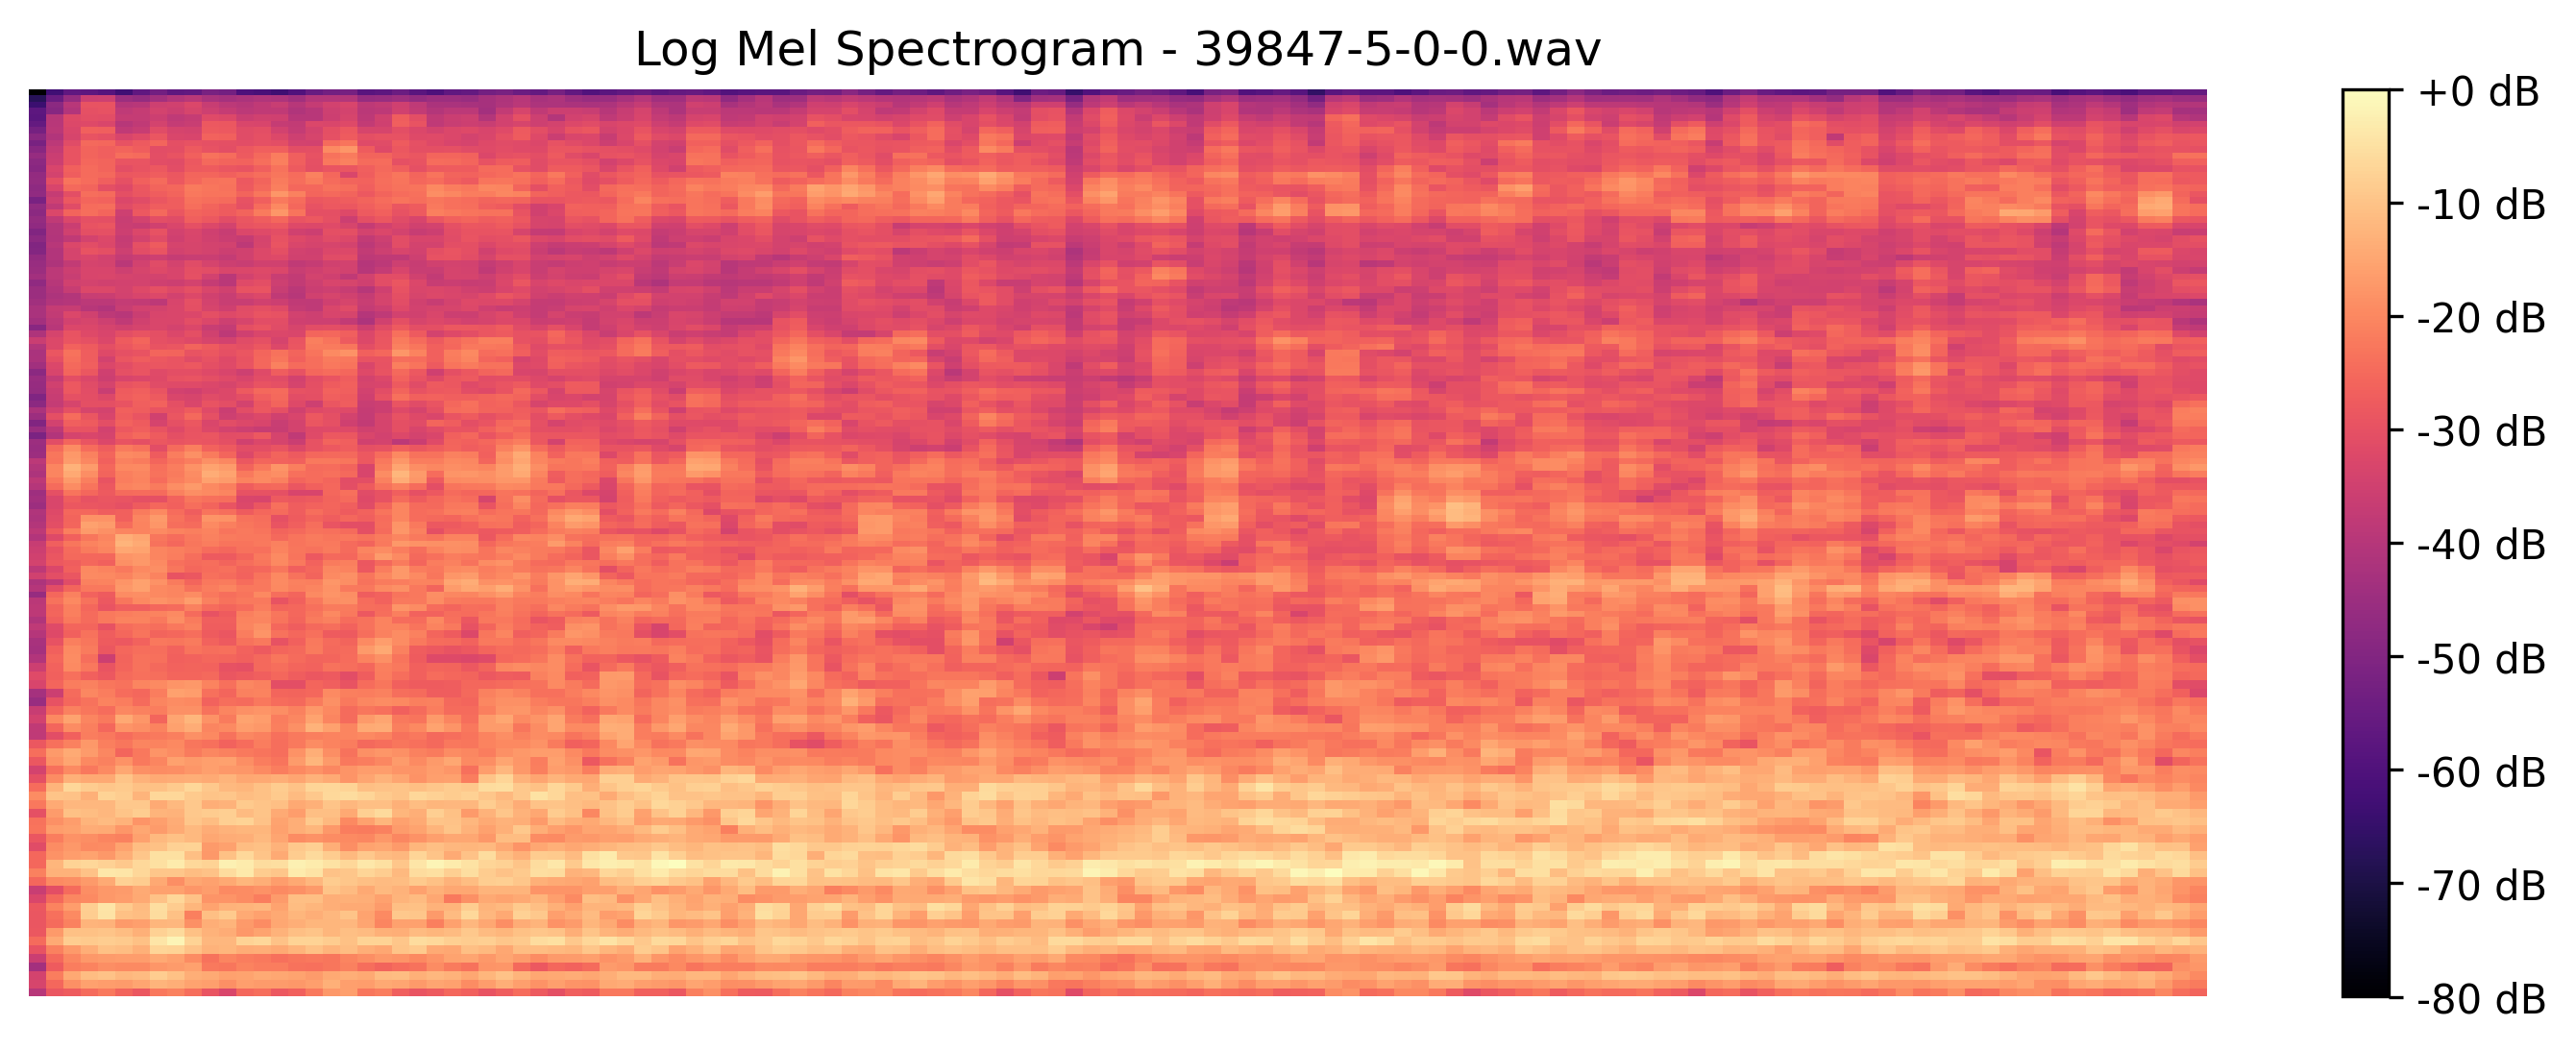 Log Mel Spectrogram - 39847-5-0-0.wav
+0 dB
-10 dB
-20 dB
-30 dB
-40 dB
-50 dB
-60 dB
-70 dB
-80 dB